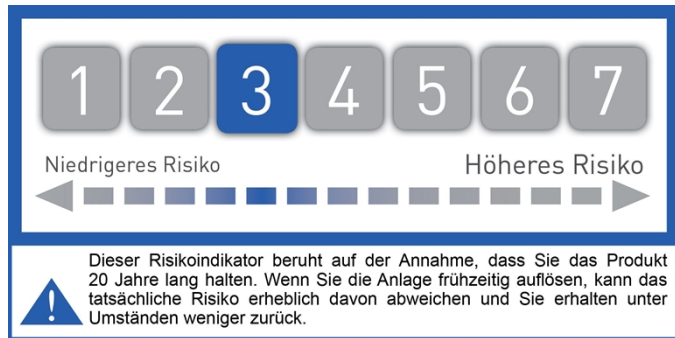 1 2 3 4 5 6 7
Niedrigeres Risiko Höheres Risiko
Dieser Risikoindikator beruht auf der Annahme, dass Sie das Produkt
20 Jahre lang halten. Wenn Sie die Anlage frühzeitig auflösen, kann das
tatsächliche Risiko erheblich davon abweichen und Sie erhalten unter
Umständen weniger zurück.